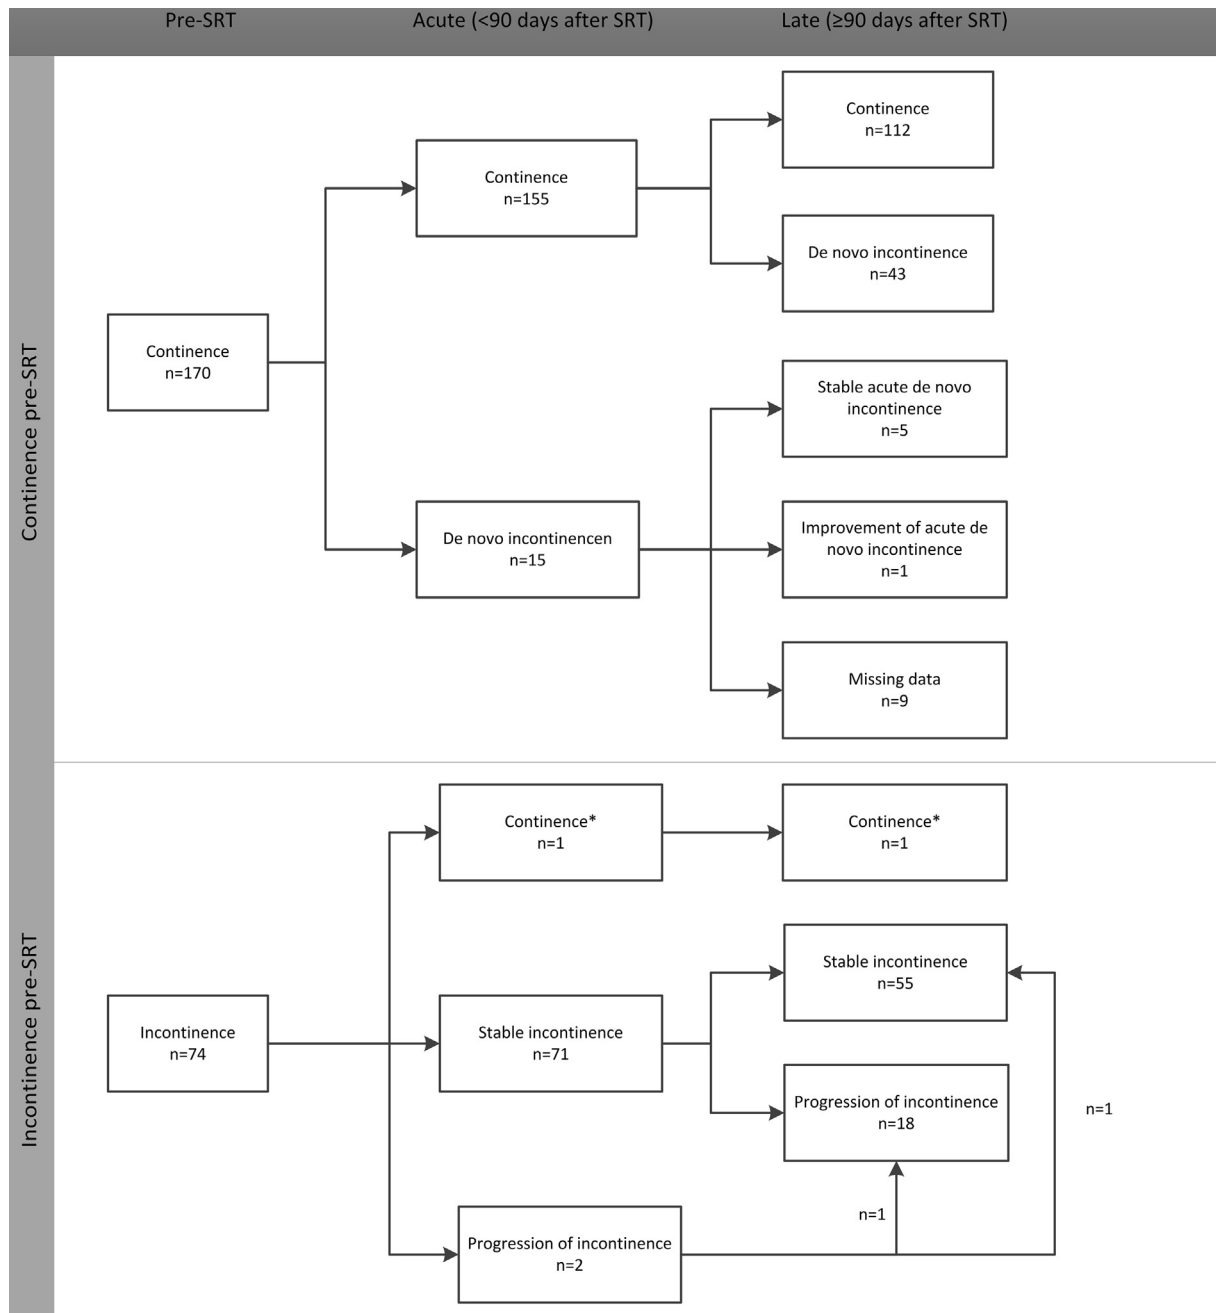 Pre-SRT
Acute (<90 days after SRT)
Late (≥90 days after SRT)
Continence pre-SRT
Continence
n=170
Continence
n=155
De novo incontinencen
n=15
Continence
n=112
De novo incontinence
n=43
Stable acute de novo
incontinence
n=5
Improvement of acute de
novo incontinence
n=1
Missing data
n=9
Incontinence pre-SRT
Incontinence
n=74
Continence*
n=1
Stable incontinence
n=71
Progression of incontinence
n=2
Continence*
n=1
Stable incontinence
n=55
Progression of incontinence
n=18
n=1
n=1